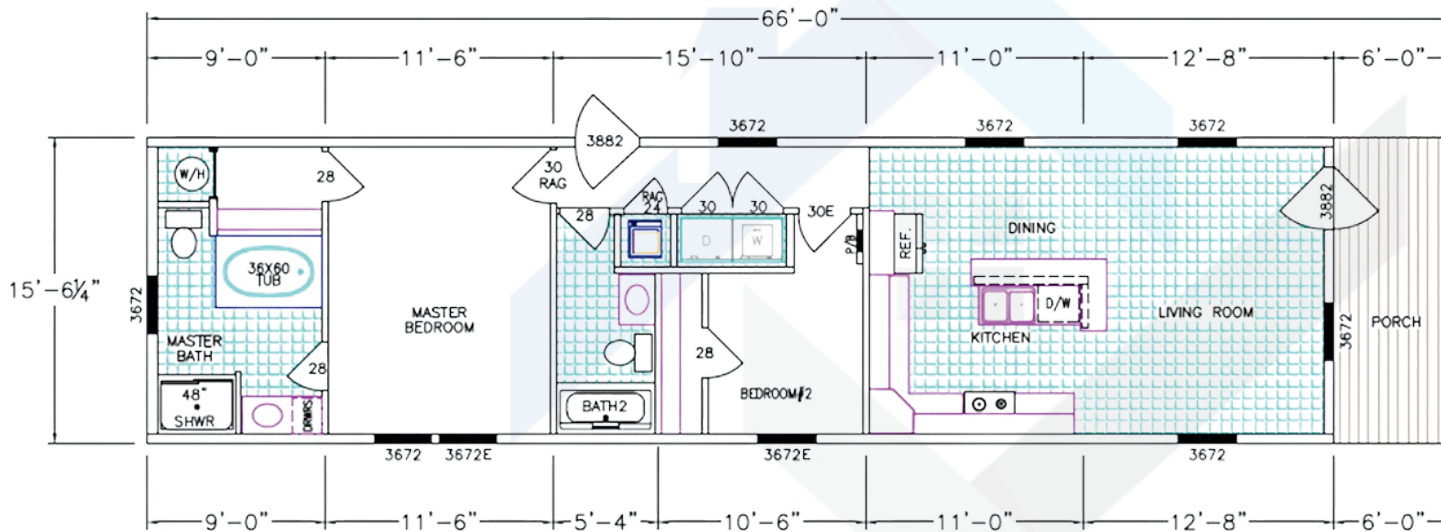 66'-0"
9'-0"
11'-6"
15'-10"
11'-0"
12'-8"
6'-0"
3882
3672
3672
3672
W/H
28
30
RAG
RAG
24
28
30
30
30E
3882
D
W
P/B
REF.
DINING
36X60
TUB
15'-6¼"
3672
MASTER
BEDROOM
D/W
LIVING ROOM
PORCH
KITCHEN
3672
MASTER
BATH
28
28
48"
SHWR
DRWRS
BATH2
BEDROOM#2
3672
3672E
3672E
3672
9'-0"
11'-6"
5'-4"
10'-6"
11'-0"
12'-8"
6'-0"